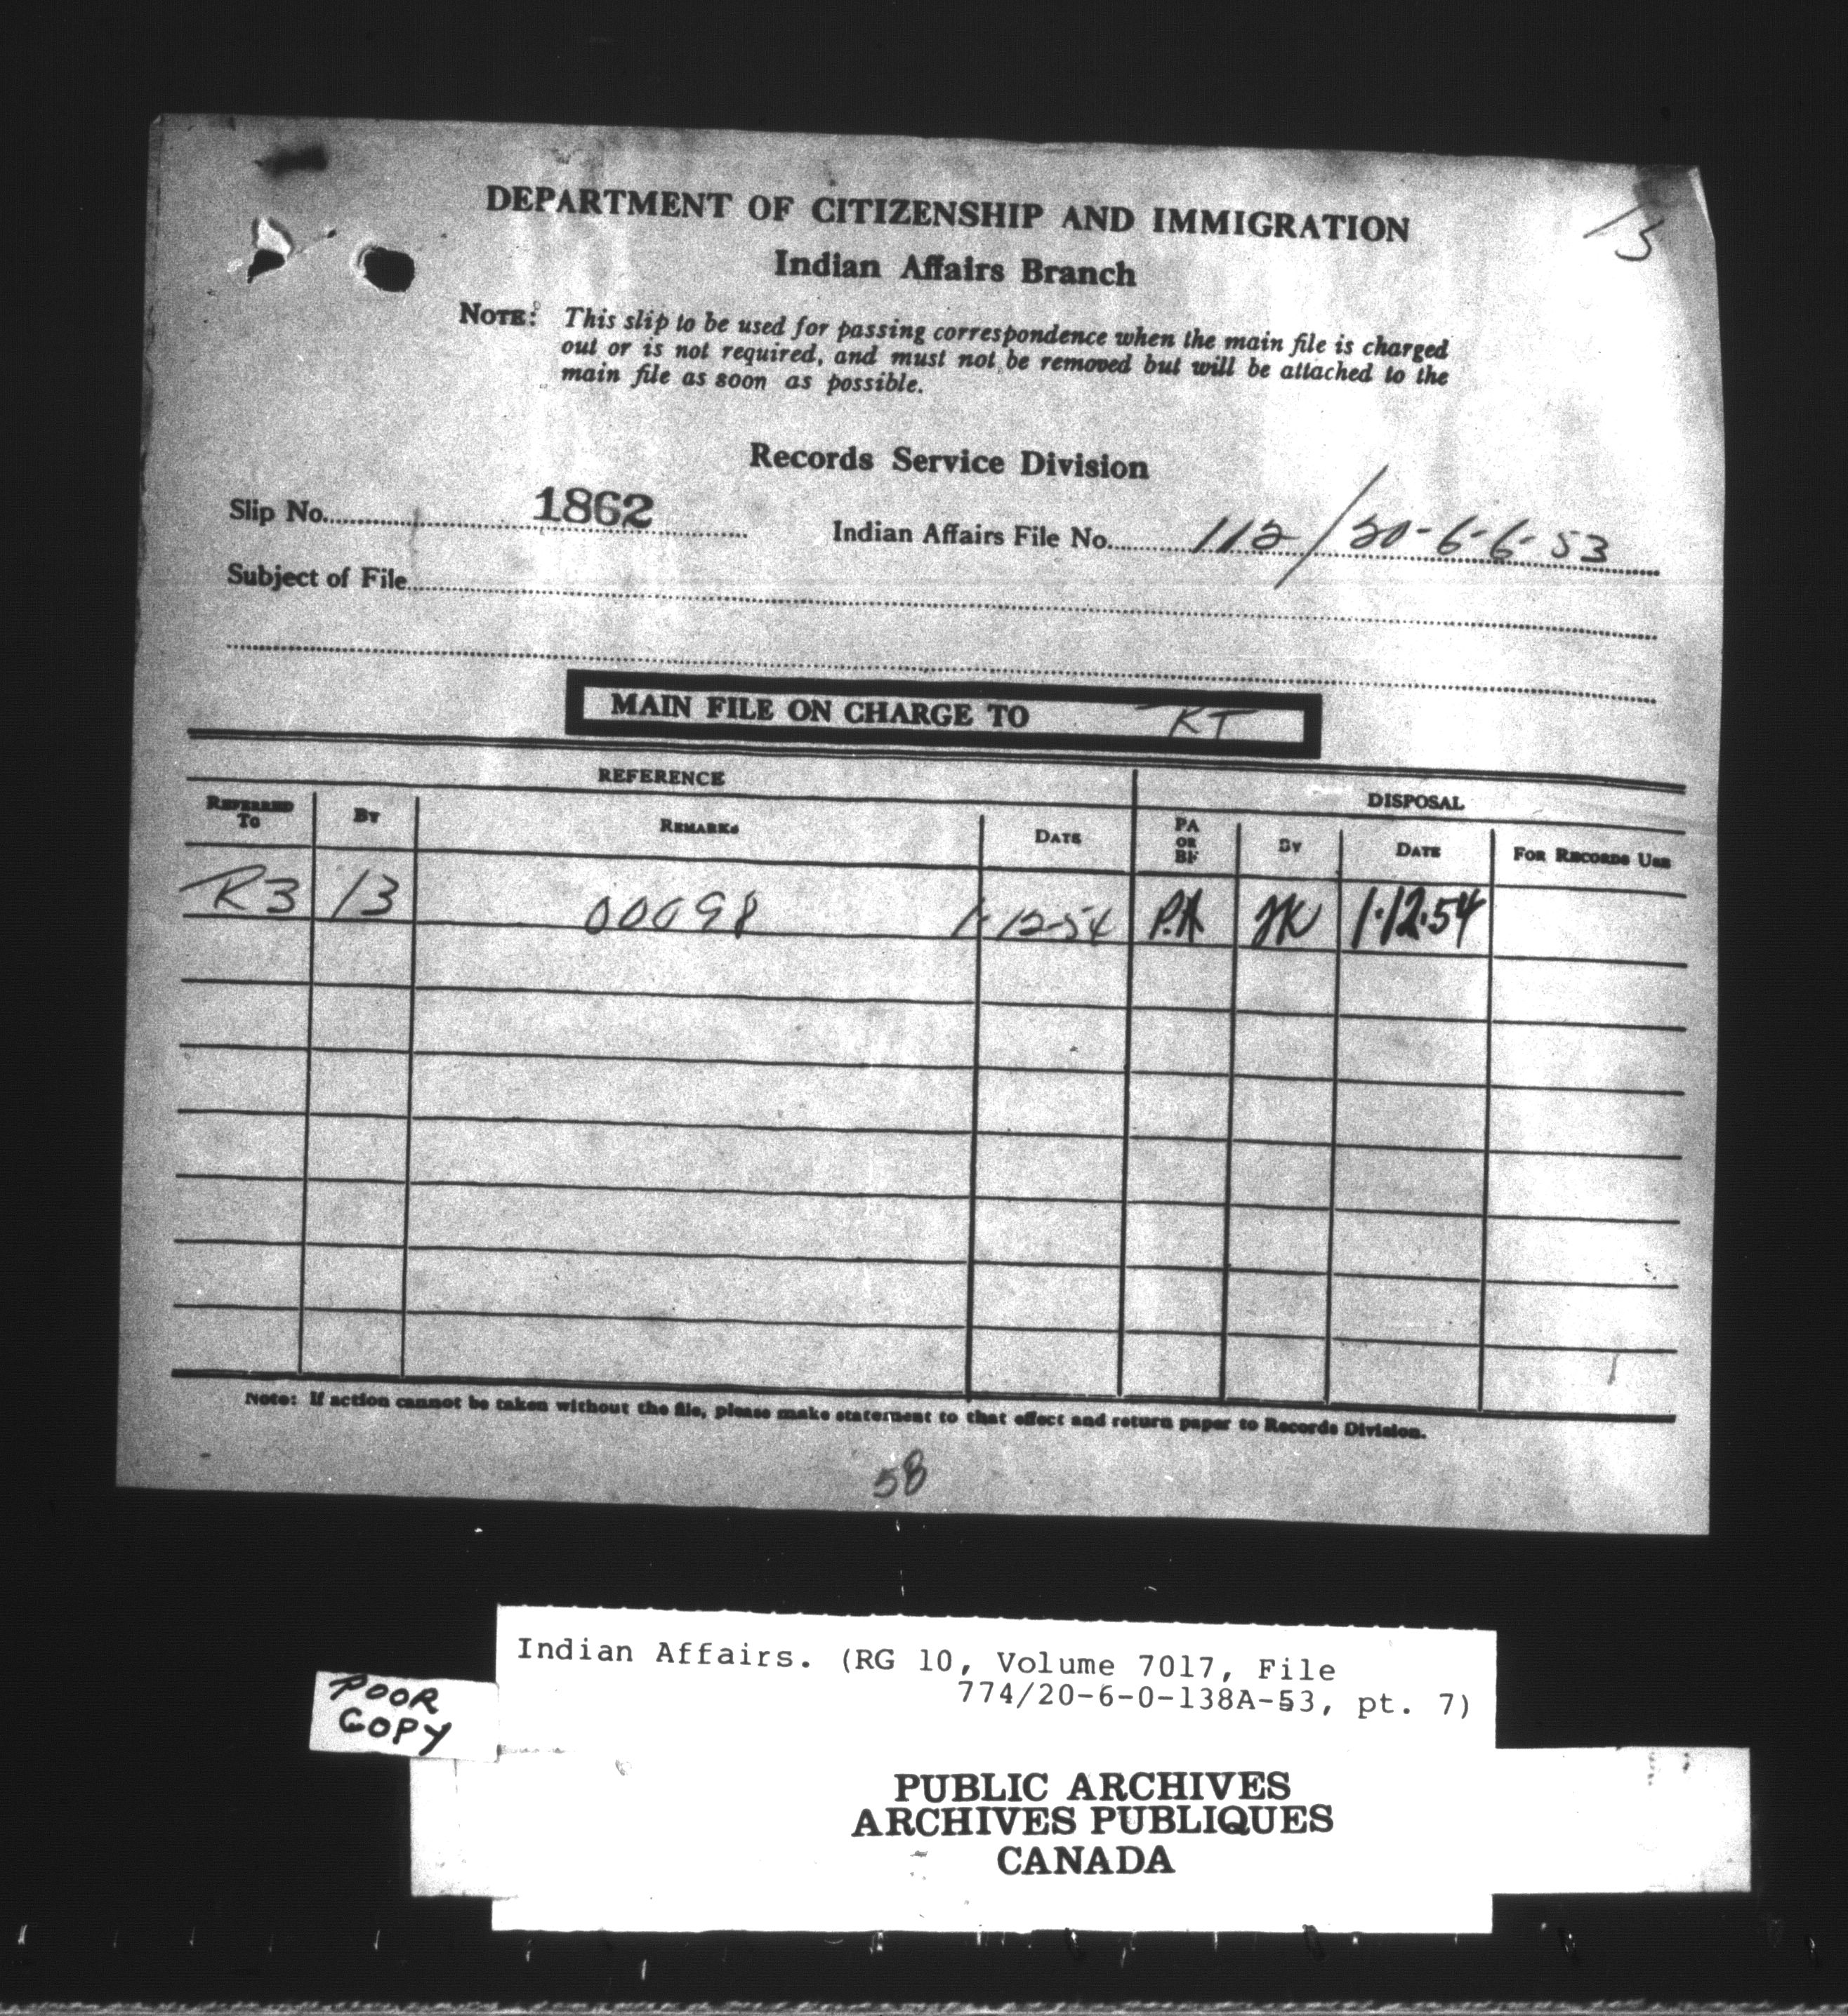 DEPARTMENT OF CITIZENSHIP AND IMMIGRATION
Indian Affairs Branch
NOTE: This slip to be used for passing correspondence when the main file is charged
out or is not required, and must not be removed but will be attached to the
main file as soon as possible.
Records Service Division
Slip No. 1862 Indian Affairs File No. 112/20-6-6-53
Subject of File
MAIN FILE ON CHARGE TO RT
REFERENCE DISPOSAL
REFERRED TO BY REMARKS DATE PA OR BF BY DATE FOR RECORDS USE
R3 13 00098 1-12-54 P.A 1.12.54
Note: If action cannot be taken without the file, please make statement to that effect and return paper to Records Division.
58
Indian Affairs. (RG 10, Volume 7017, File
774/20-6-0-138A-53, pt. 7)
POOR
COPY
PUBLIC ARCHIVES
ARCHIVES PUBLIQUES
CANADA